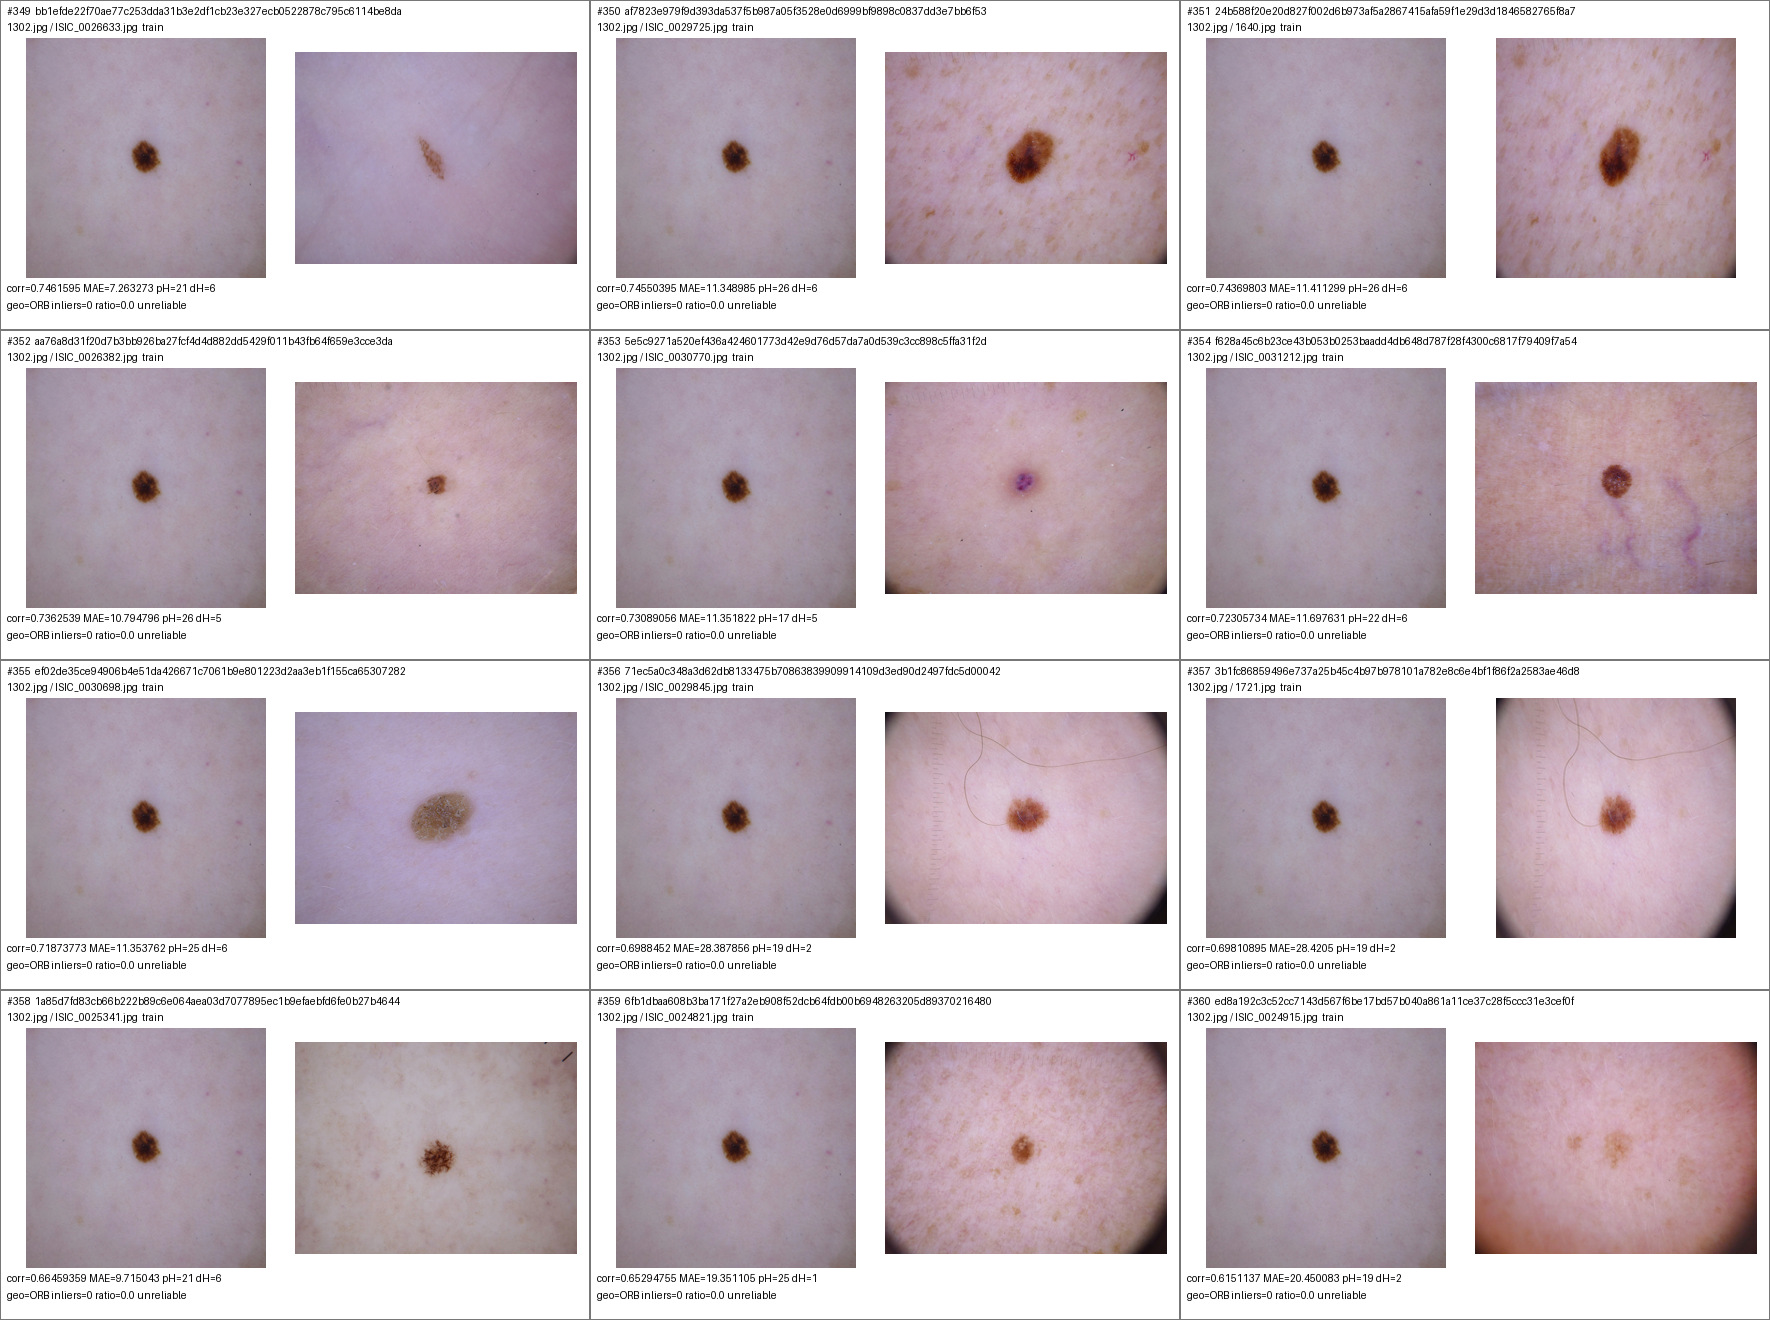 #349 bb1efde22f70ae77c253dda31b3e2df1cb23e327ecb0522878c795c6114be8da
1302.jpg / ISIC_0026633.jpg train
corr=0.7461595 MAE=7.263273 pH=21 dH=6
geo=ORB inliers=0 ratio=0.0 unreliable
#350 af7823e979f9d393da537f5b987a05f3528e0d6999bf9898c0837dd3e7bb6f53
1302.jpg / ISIC_0029725.jpg train
corr=0.74550395 MAE=11.348985 pH=26 dH=6
geo=ORB inliers=0 ratio=0.0 unreliable
#351 24b588f20e20d827f002d6b973af5a2867415afa59f1e29d3d1846582765f8a7
1302.jpg / 1640.jpg train
corr=0.74369803 MAE=11.411299 pH=26 dH=6
geo=ORB inliers=0 ratio=0.0 unreliable
#352 aa76a8d31f20d7b3bb926ba27fcf4d4d882dd5429f011b43fb64f659e3cce3da
1302.jpg / ISIC_0026382.jpg train
corr=0.7362539 MAE=10.794796 pH=26 dH=5
geo=ORB inliers=0 ratio=0.0 unreliable
#353 5e5c9271a520ef436a424601773d42e9d76d57da7a0d539c3cc898c5ffa31f2d
1302.jpg / ISIC_0030770.jpg train
corr=0.73089056 MAE=11.351822 pH=17 dH=5
geo=ORB inliers=0 ratio=0.0 unreliable
#354 f628a45c6b23ce43b053b0253baadd4db648d787f28f4300c6817f79409f7a54
1302.jpg / ISIC_0031212.jpg train
corr=0.72305734 MAE=11.697631 pH=22 dH=6
geo=ORB inliers=0 ratio=0.0 unreliable
#355 ef02de35ce94906b4e51da426671c7061b9e801223d2aa3eb1f155ca65307282
1302.jpg / ISIC_0030698.jpg train
corr=0.71873773 MAE=11.353762 pH=25 dH=6
geo=ORB inliers=0 ratio=0.0 unreliable
#356 71ec5a0c348a3d62db8133475b70863839909914109d3ed90d2497fdc5d00042
1302.jpg / ISIC_0029845.jpg train
corr=0.6988452 MAE=28.387856 pH=19 dH=2
geo=ORB inliers=0 ratio=0.0 unreliable
#357 3b1fc86859496e737a25b45c4b97b978101a782e8c6e4bf1f86f2a2583ae46d8
1302.jpg / 1721.jpg train
corr=0.69810895 MAE=28.4205 pH=19 dH=2
geo=ORB inliers=0 ratio=0.0 unreliable
#358 1a85d7fd83cb66b222b89c6e064aea03d7077895ec1b9efaebfd6fe0b27b4644
1302.jpg / ISIC_0025341.jpg train
corr=0.66459359 MAE=9.715043 pH=21 dH=6
geo=ORB inliers=0 ratio=0.0 unreliable
#359 6fb1dbaa608b3ba171f27a2eb908f52dcb64fdb00b6948263205d89370216480
1302.jpg / ISIC_0024821.jpg train
corr=0.65294755 MAE=19.351105 pH=25 dH=1
geo=ORB inliers=0 ratio=0.0 unreliable
#360 ed8a192c3c52cc7143d567f6be17bd57b040a861a11ce37c28f5ccc31e3cef0f
1302.jpg / ISIC_0024915.jpg train
corr=0.6151137 MAE=20.450083 pH=19 dH=2
geo=ORB inliers=0 ratio=0.0 unreliable